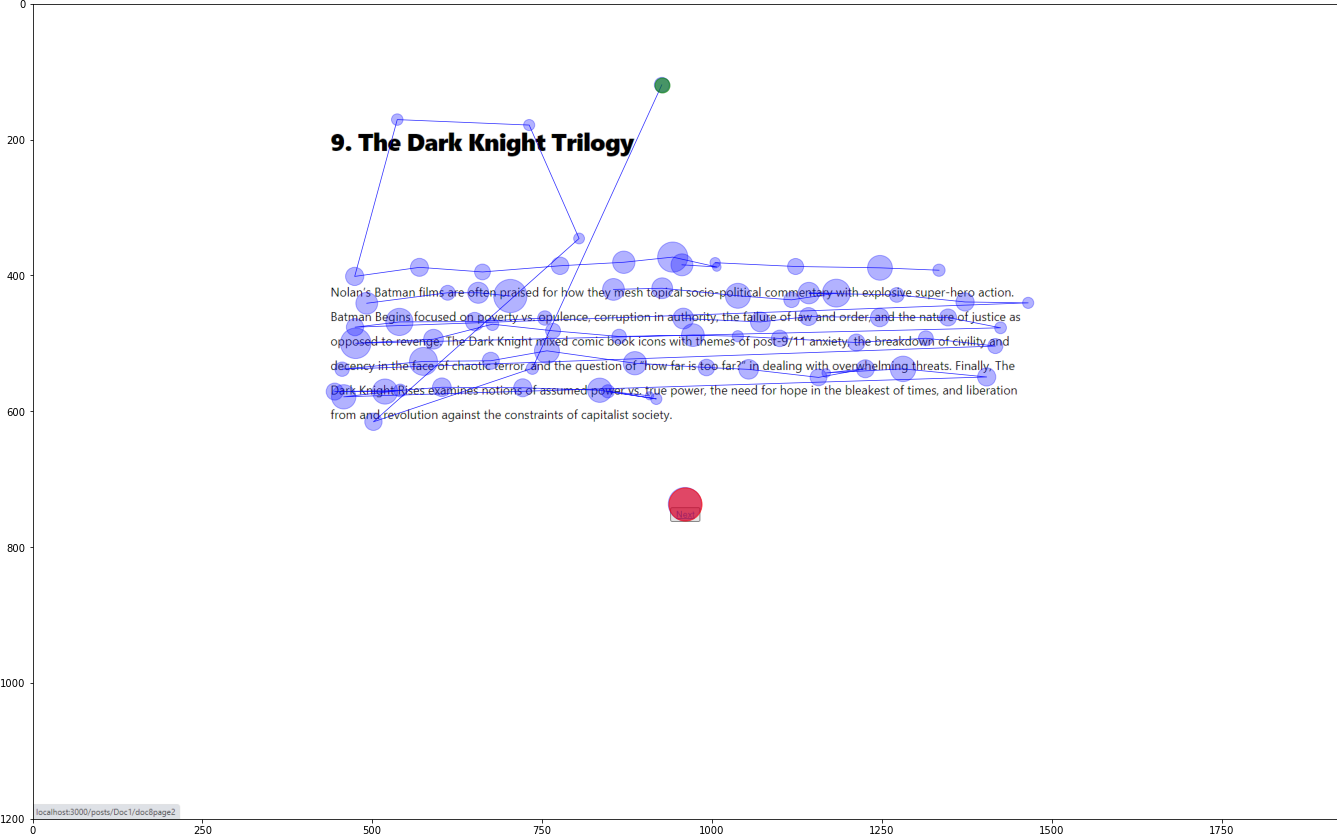 0
200
9. The Dark Knight Trilogy
400
Nolan's Batman films are often praised for how they mesh topical socio-political commentary with explosive super-hero action.
Batman Begins focused on poverty vs. opulence, corruption in authority, the failure of law and order, and the nature of justice as
opposed to revenge. The Dark Knight mixed comic book icons with themes of post-9/11 anxiety, the breakdown of civility and
decency in the face of chaotic terror, and the question of "how far is too far?" in dealing with overwhelming threats. Finally, The
Dark Knight Rises examines notions of assumed power vs. true power, the need for hope in the bleakest of times, and liberation
600
from and revolution against the constraints of capitalist society.
Next
800
1000
localhost:3000/posts/Doc1/doc8page2
1200
0 250 500 750 1000 1250 1500 1750